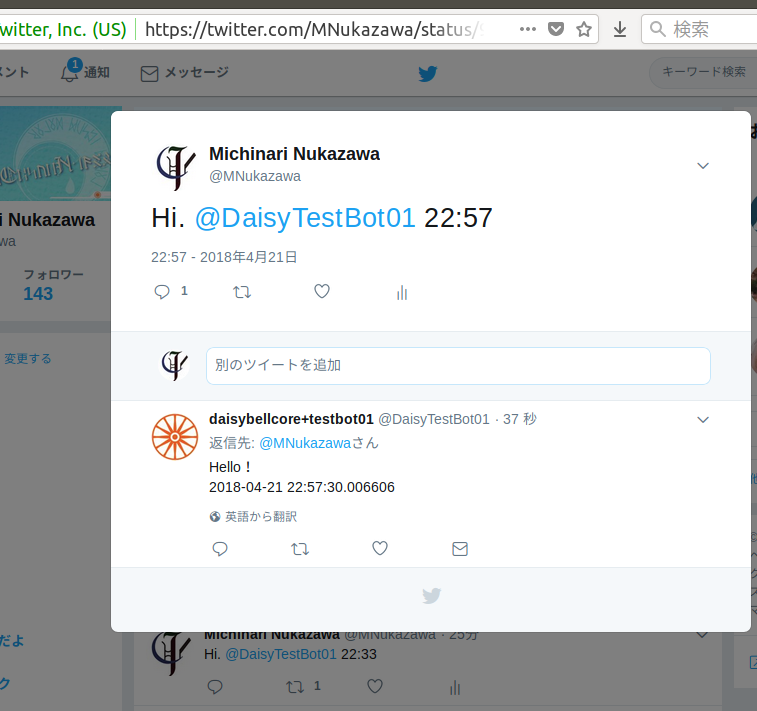 witter, Inc. (US) https://twitter.com/MNukazawa/status/
検索
メント 1 通知 メッセージ キーワード検索
i Nukazawa
wa
フォロワー
143
変更する
だよ
ク
Michinari Nukazawa
@MNukazawa
Hi. @DaisyTestBot01 22:57
22:57 - 2018年4月21日
1
別のツイートを追加
daisybellcore+testbot01 @DaisyTestBot01 · 37 秒
返信先: @MNukazawaさん
Hello！
2018-04-21 22:57:30.006606
英語から翻訳
Michinari Nukazawa @MNukazawa · 25分
Hi. @DaisyTestBot01 22:33
1